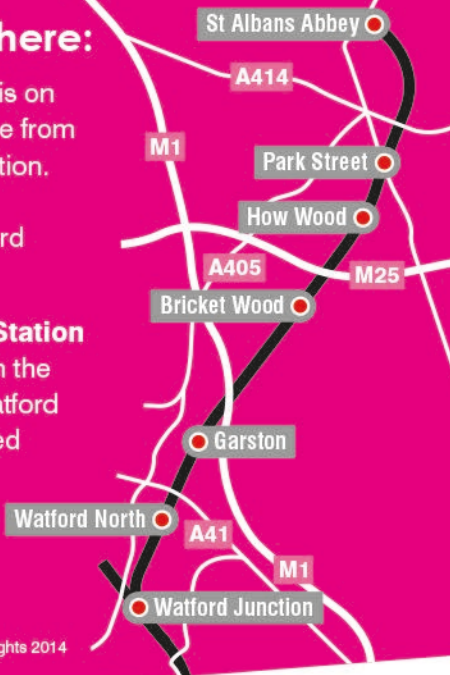 here:
is on
e from
tion.
rd
Station
n the
atford
ed
ghts 2014
St Albans Abbey
A414
M1
Park Street
How Wood
A405
M25
Bricket Wood
Garston
Watford North
A41
M1
Watford Junction